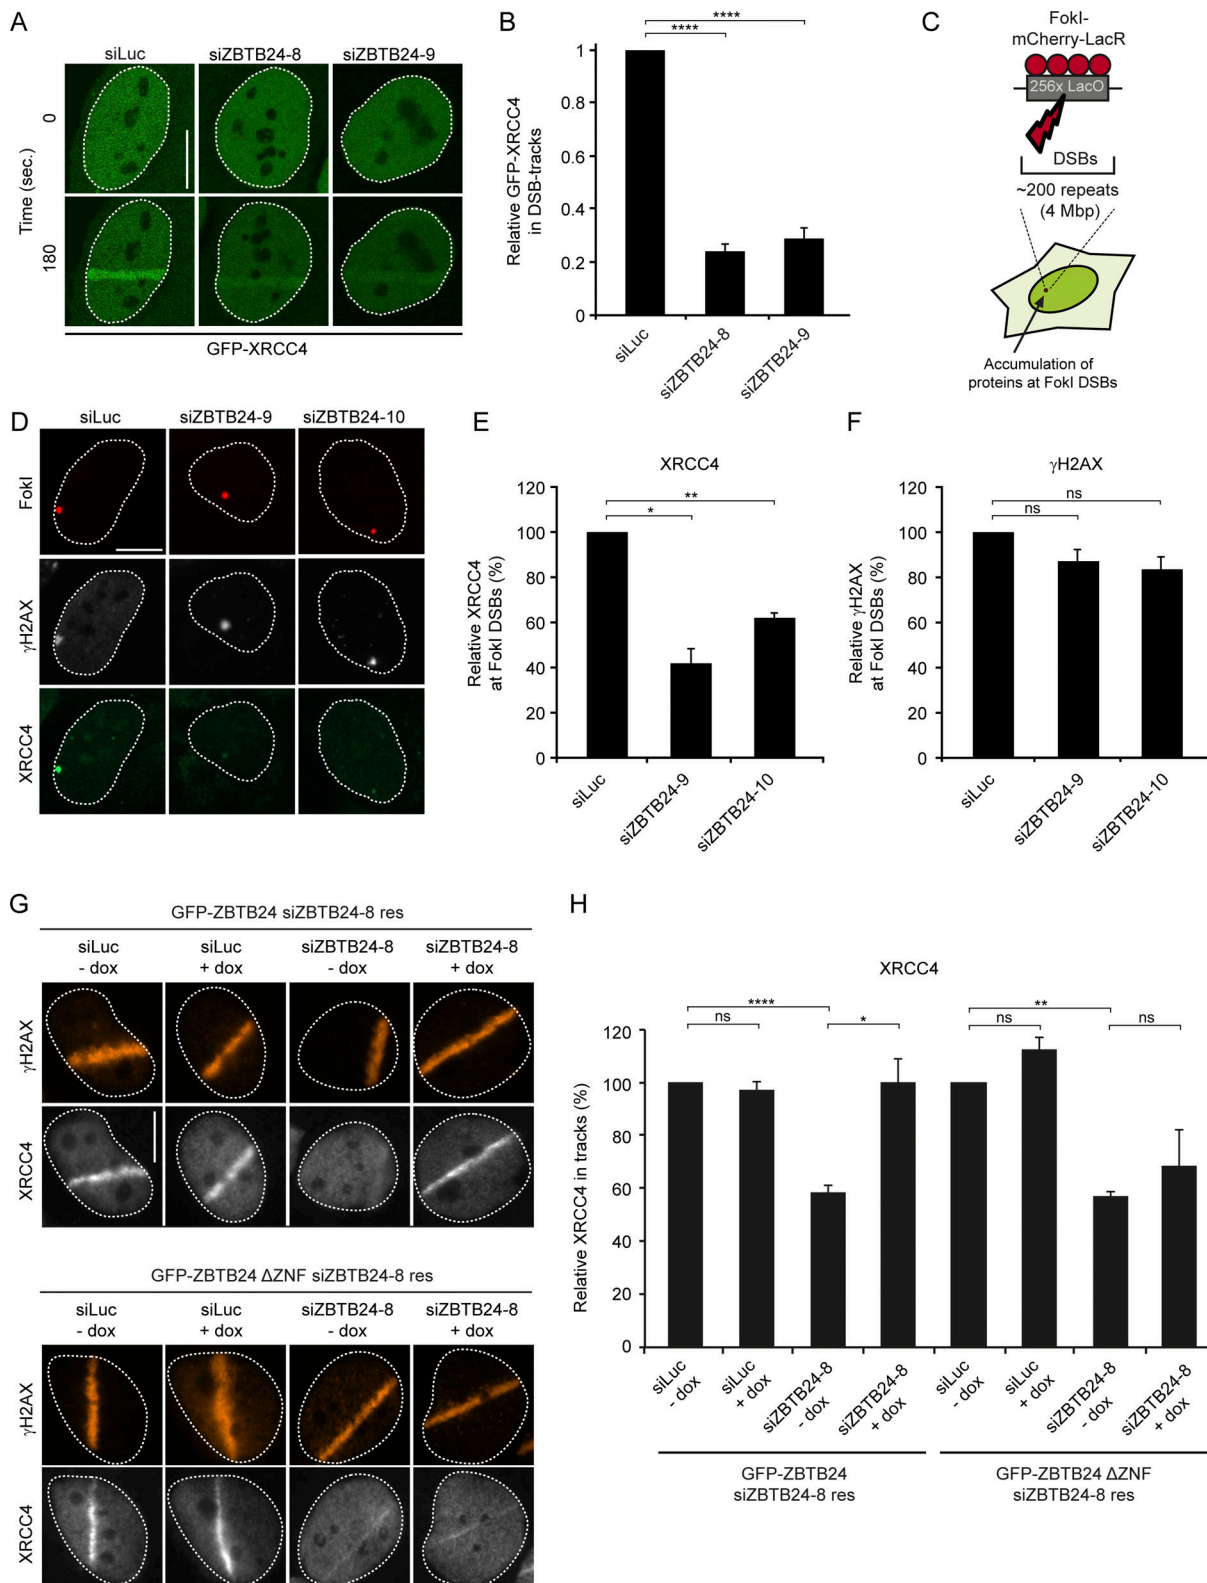 A
siLuc
siZBTB24-8
siZBTB24-9
Time (sec.)
0
180
GFP-XRCC4
B
****
****
Relative GFP-XRCC4
in DSB-tracks
1
0.8
0.6
0.4
0.2
0
siLuc
siZBTB24-8
siZBTB24-9
C
FokI-
mCherry-LacR
256x LacO
DSBs
~200 repeats
(4 Mbp)
Accumulation of
proteins at FokI DSBs
D
siLuc
siZBTB24-9
siZBTB24-10
FokI
γH2AX
XRCC4
E
XRCC4
Relative XRCC4
at FokI DSBs (%)
120
100
80
60
40
20
0
**
*
siLuc
siZBTB24-9
siZBTB24-10
F
γH2AX
Relative γH2AX
at FokI DSBs (%)
120
100
80
60
40
20
0
ns
ns
siLuc
siZBTB24-9
siZBTB24-10
G
GFP-ZBTB24 siZBTB24-8 res
siLuc
- dox
siLuc
+ dox
siZBTB24-8
- dox
siZBTB24-8
+ dox
γH2AX
XRCC4
GFP-ZBTB24 ΔZNF siZBTB24-8 res
siLuc
- dox
siLuc
+ dox
siZBTB24-8
- dox
siZBTB24-8
+ dox
γH2AX
XRCC4
H
XRCC4
Relative XRCC4 in tracks (%)
120
100
80
60
40
20
0
****
ns
*
**
ns
ns
siLuc
- dox
siLuc
+ dox
siZBTB24-8
- dox
siZBTB24-8
+ dox
siLuc
- dox
siLuc
+ dox
siZBTB24-8
- dox
siZBTB24-8
+ dox
GFP-ZBTB24
siZBTB24-8 res
GFP-ZBTB24 ΔZNF
siZBTB24-8 res